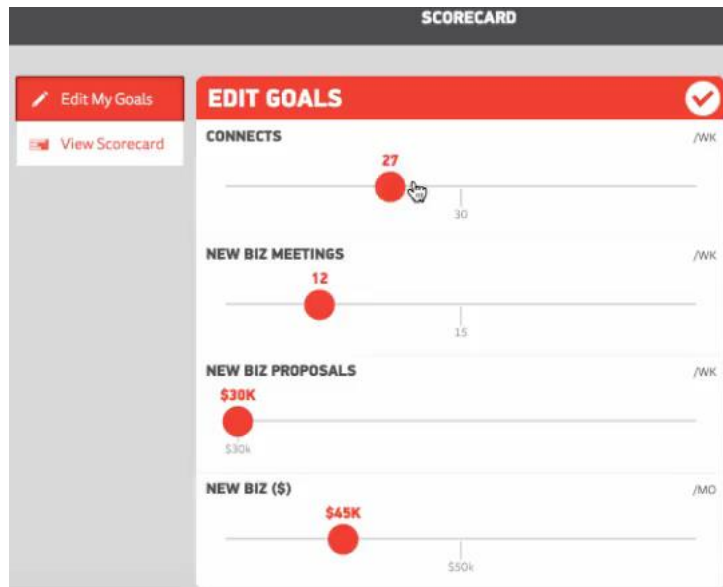 SCORECARD
Edit My Goals
View Scorecard
EDIT GOALS
CONNECTS /WK
27
30
NEW BIZ MEETINGS /WK
12
15
NEW BIZ PROPOSALS /WK
$30K
$30k
NEW BIZ ($) /MO
$45K
$50k